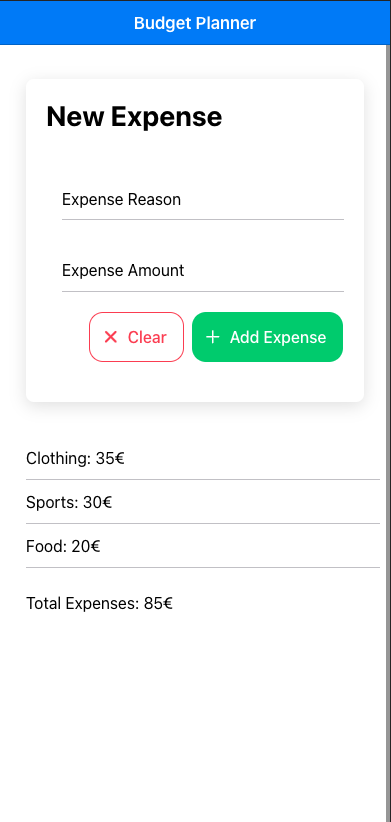 Budget Planner
New Expense
Expense Reason
Expense Amount
Clear
Add Expense
Clothing: 35€
Sports: 30€
Food: 20€
Total Expenses: 85€